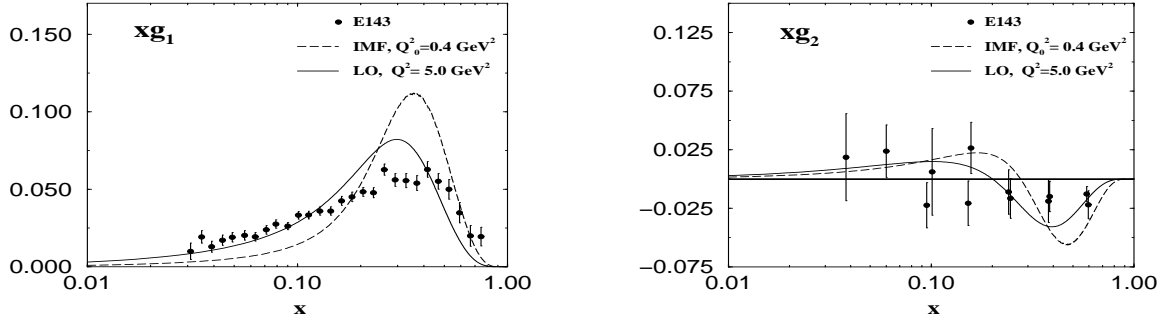 xg1
E143
IMF, Q²₀=0.4 GeV²
LO, Q²= 5.0 GeV²
0.150
0.100
0.050
0.000
0.01
0.10
1.00
x
xg2
E143
IMF, Q₀²= 0.4 GeV²
LO, Q²=5.0 GeV²
0.125
0.075
0.025
−0.025
−0.075
0.01
0.10
1.00
x